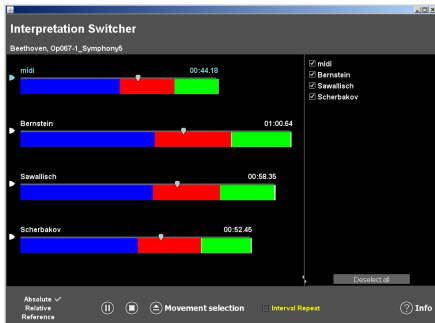 Interpretation Switcher
Beethoven, Op067-1_Symphony5
midi 00:44.18
Bernstein 01:00.64
Sawallisch 00:58.35
Scherbakov 00:52.45
midi
Bernstein
Sawallisch
Scherbakov
Deselect all
Absolute
Relative
Reference
Movement selection
Interval Repeat
? Info